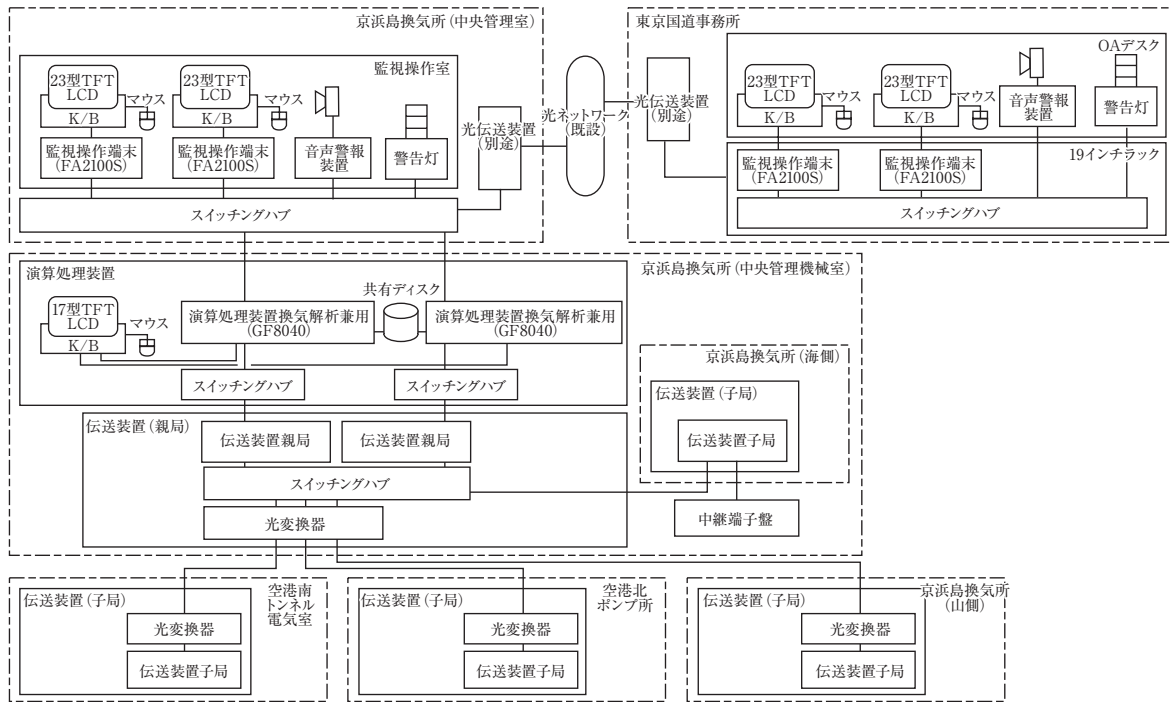 京浜島換気所(中央管理室)
監視操作室
23型TFT
LCD
K/B
マウス
監視操作端末
(FA2100S)
23型TFT
LCD
K/B
マウス
監視操作端末
(FA2100S)
音声警報
装置
警告灯
スイッチングハブ
光伝送装置
(別途)
光ネットワーク
(既設)
東京国道事務所
光伝送装置
(別途)
OAデスク
23型TFT
LCD
K/B
マウス
23型TFT
LCD
K/B
マウス
音声警報
装置
警告灯
19インチラック
監視操作端末
(FA2100S)
監視操作端末
(FA2100S)
スイッチングハブ
京浜島換気所(中央管理機械室)
演算処理装置
17型TFT
LCD
K/B
マウス
演算処理装置換気解析兼用
(GF8040)
共有ディスク
演算処理装置換気解析兼用
(GF8040)
スイッチングハブ
スイッチングハブ
京浜島換気所(海側)
伝送装置(子局)
伝送装置子局
中継端子盤
伝送装置(親局)
伝送装置親局
伝送装置親局
スイッチングハブ
光変換器
空港南
トンネル
電気室
伝送装置(子局)
光変換器
伝送装置子局
空港北
ポンプ所
伝送装置(子局)
光変換器
伝送装置子局
京浜島換気所
(山側)
伝送装置(子局)
光変換器
伝送装置子局